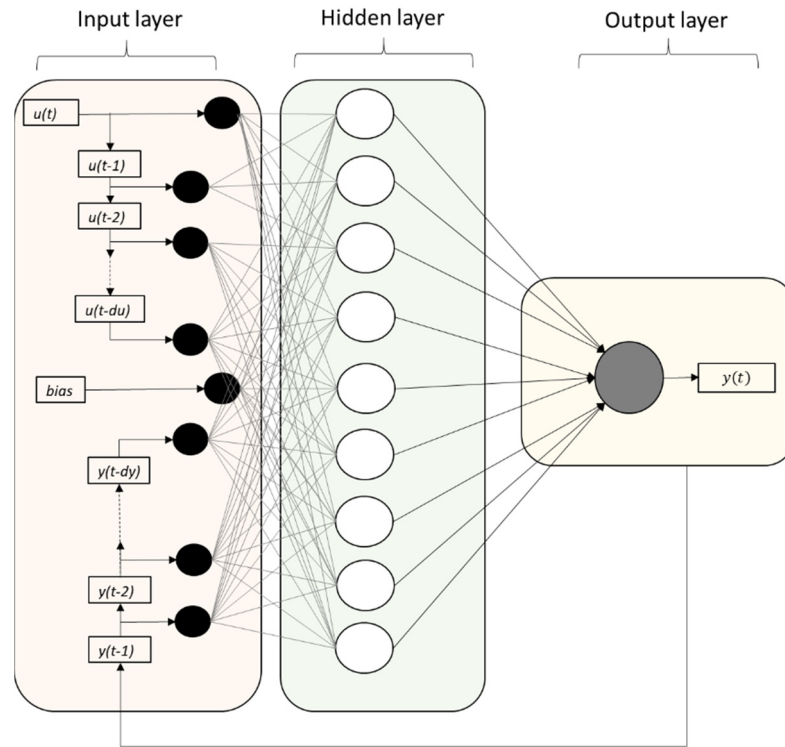 Input layer
Hidden layer
Output layer
u(t)
u(t-1)
u(t-2)
u(t-du)
bias
y(t-dy)
y(t-2)
y(t-1)
y(t)